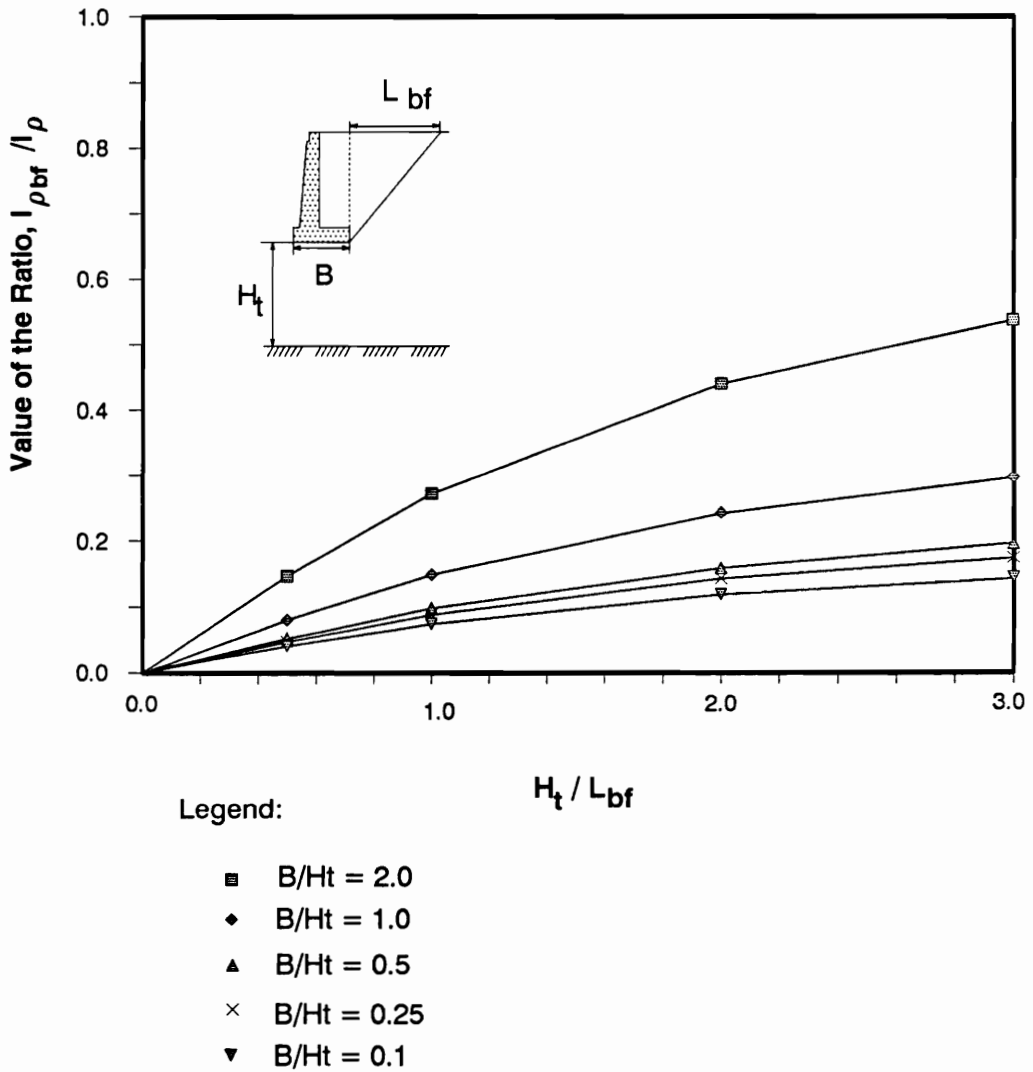 1.0
0.8
0.6
0.4
0.2
0.0
Value of the Ratio, I ρbf /I ρ
L bf
B
Ht
0.0 1.0 2.0 3.0
Ht / Lbf
Legend:
B/Ht = 2.0
B/Ht = 1.0
B/Ht = 0.5
B/Ht = 0.25
B/Ht = 0.1